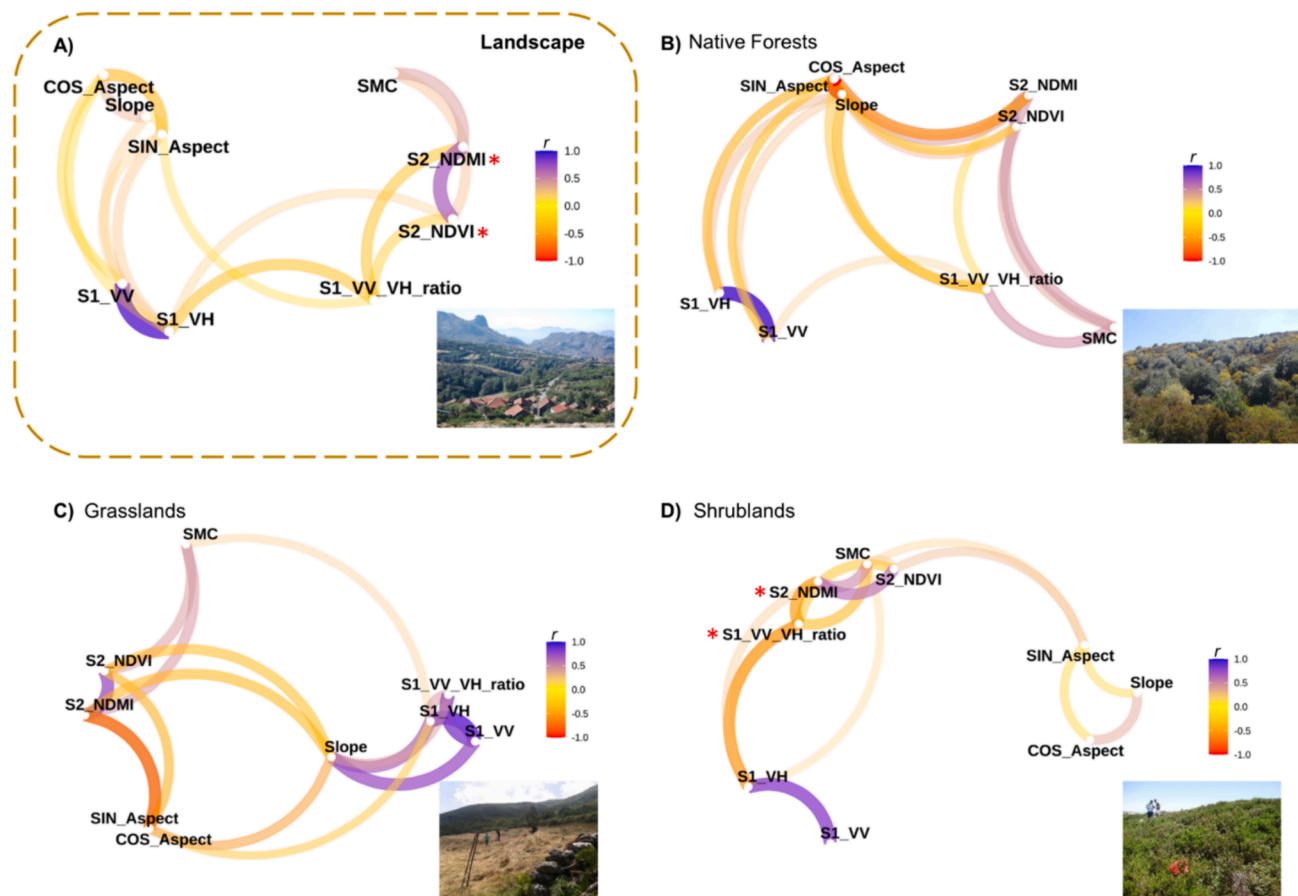 A)
Landscape
COS_Aspect
Slope
SIN_Aspect
SMC
S2_NDMI *
S2_NDVI *
S1_VV
S1_VH
S1_VV_VH_ratio
r
1.0
0.5
0.0
-0.5
-1.0
B) Native Forests
COS_Aspect
SIN_Aspect
Slope
S2_NDMI
S2_NDVI
S1_VH
S1_VV
S1_VV_VH_ratio
SMC
r
1.0
0.5
0.0
-0.5
-1.0
C) Grasslands
SMC
S2_NDVI
S2_NDMI
S1_VV_VH_ratio
S1_VH
S1_VV
Slope
SIN_Aspect
COS_Aspect
r
1.0
0.5
0.0
-0.5
-1.0
D) Shrublands
SMC
S2_NDVI
* S2_NDMI
* S1_VV_VH_ratio
SIN_Aspect
Slope
COS_Aspect
S1_VH
S1_VV
r
1.0
0.5
0.0
-0.5
-1.0